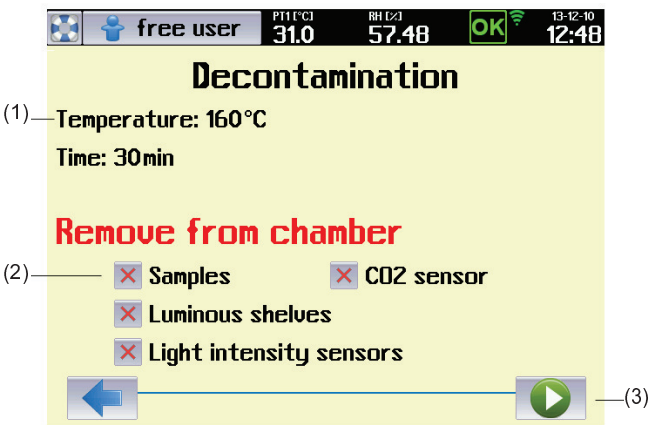 free user PT1 [°C] 31.0 RH [%] 57.48 OK 13-12-10 12:48
Decontamination
(1) Temperature: 160°C
Time: 30min
Remove from chamber
(2) Samples CO2 sensor
Luminous shelves
Light intensity sensors
(3)